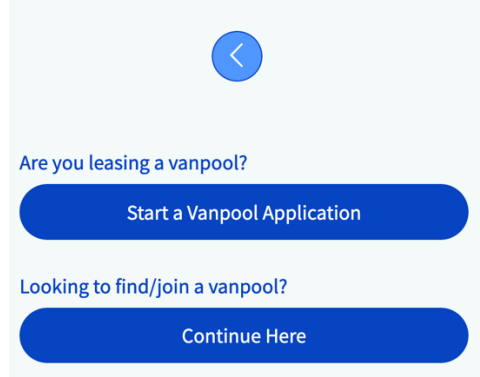 Are you leasing a vanpool?
Start a Vanpool Application
Looking to find/join a vanpool?
Continue Here